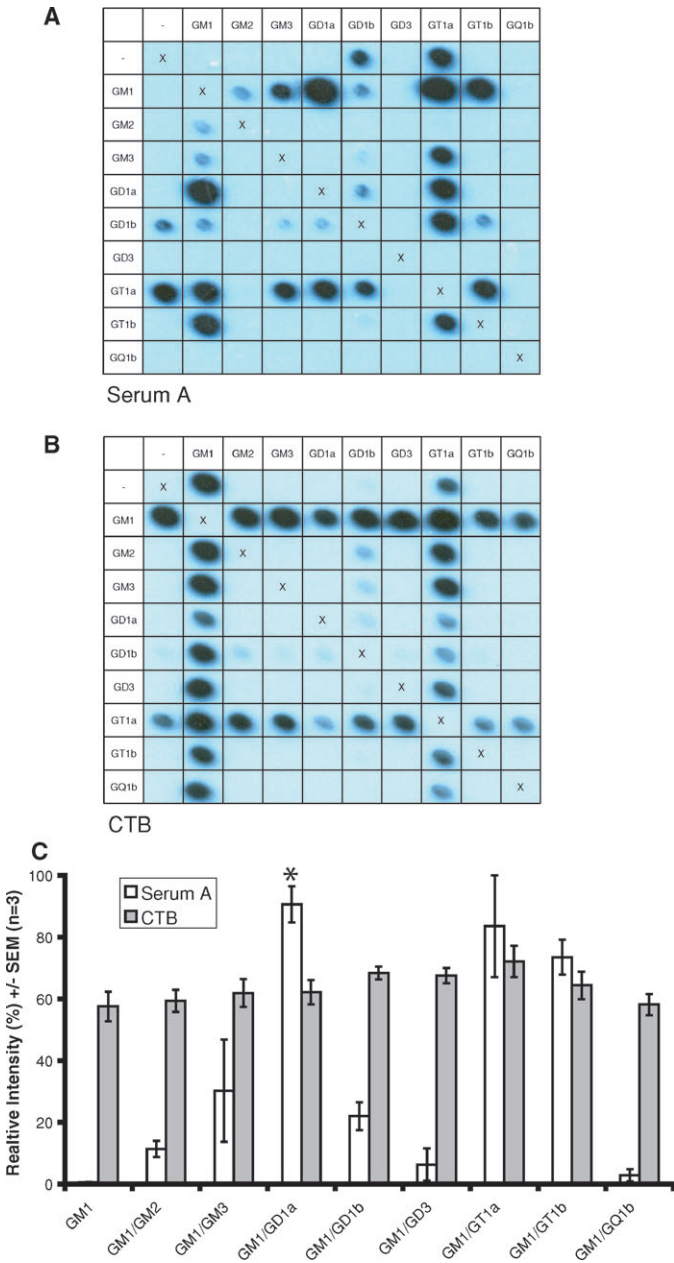 A
- GM1 GM2 GM3 GD1a GD1b GD3 GT1a GT1b GQ1b
- X
GM1 X
GM2 X
GM3 X
GD1a X
GD1b X
GD3 X
GT1a X
GT1b X
GQ1b X
Serum A
B
- GM1 GM2 GM3 GD1a GD1b GD3 GT1a GT1b GQ1b
- X
GM1 X
GM2 X
GM3 X
GD1a X
GD1b X
GD3 X
GT1a X
GT1b X
GQ1b X
CTB
C
Realtive Intensity (%) +/- SEM (n=3)
100
80
60
40
20
0
Serum A
CTB
*
GM1
GM1/GM2
GM1/GM3
GM1/GD1a
GM1/GD1b
GM1/GD3
GM1/GT1a
GM1/GT1b
GM1/GQ1b